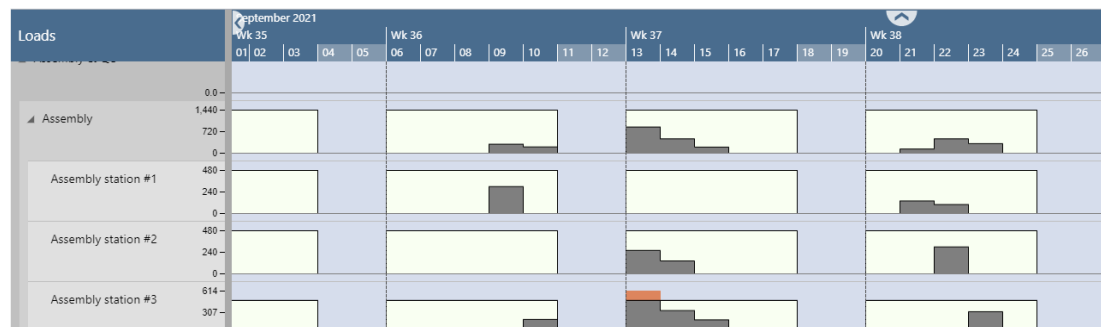 September 2021
Loads
Wk 35 Wk 36 Wk 37 Wk 38
01 02 03 04 05 06 07 08 09 10 11 12 13 14 15 16 17 18 19 20 21 22 23 24 25 26
0.0
1,440
Assembly
720
0
480
Assembly station #1
240
0
480
Assembly station #2
240
0
614
Assembly station #3
307